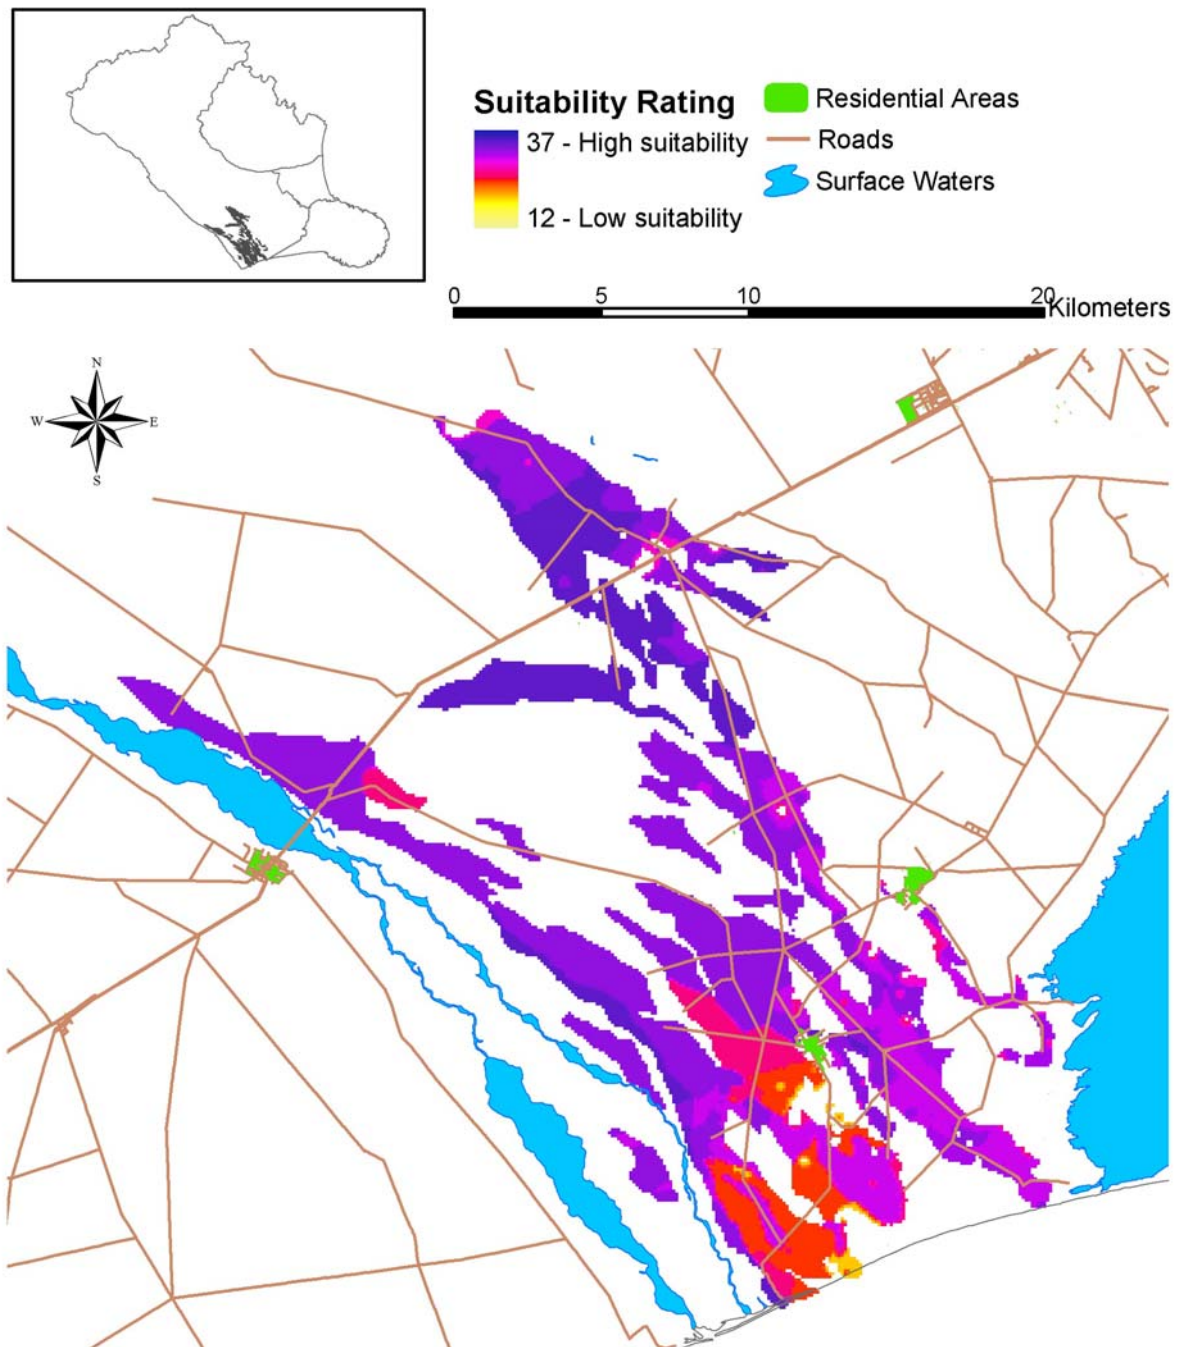 Suitability Rating
37 - High suitability
12 - Low suitability
Residential Areas
Roads
Surface Waters
0 5 10 20 Kilometers
N
W E
S